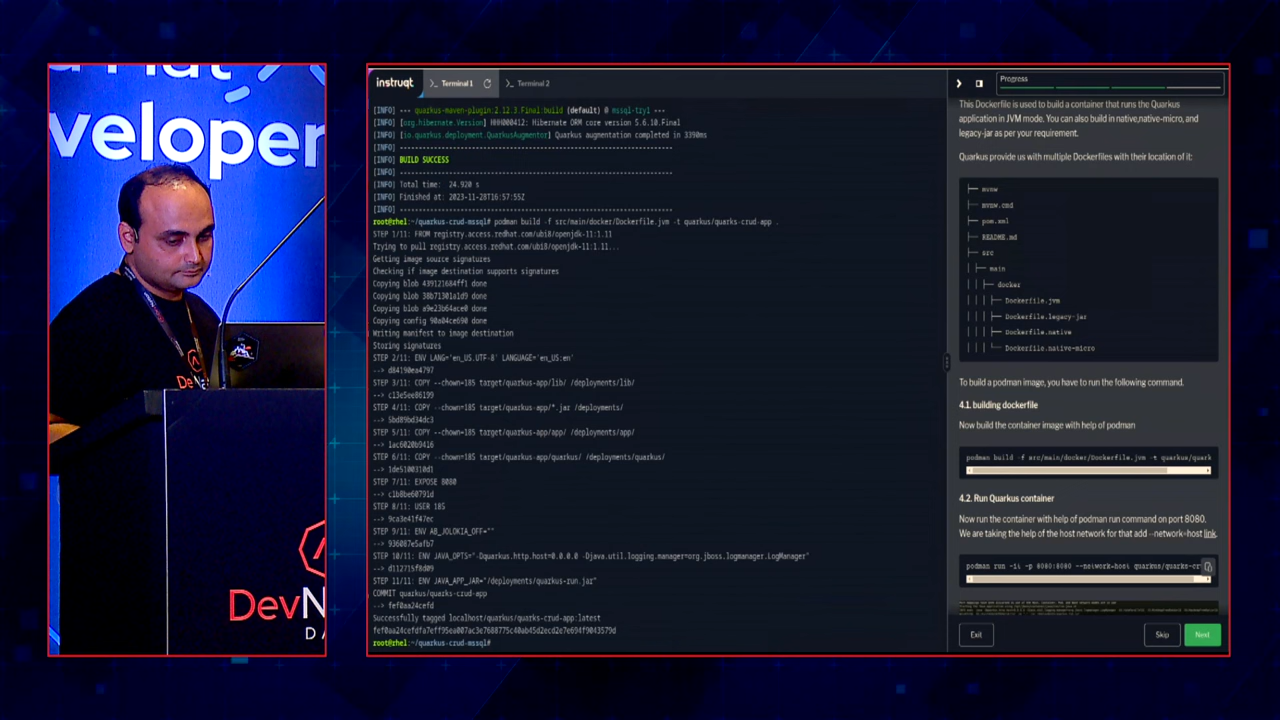 d Hat
veloper
De
DevN
D A
instruqt
>_ Terminal 1
>_ Terminal 2
[INFO] --- quarkus-maven-plugin:2.12.3.Final:build (default) @ mssql-try1 ---
[INFO] [org.hibernate.Version] HHH000412: Hibernate ORM core version 5.6.10.Final
[INFO] [io.quarkus.deployment.QuarkusAugmentor] Quarkus augmentation completed in 3390ms
[INFO] ------------------------------------------------------------------------
[INFO] BUILD SUCCESS
[INFO] ------------------------------------------------------------------------
[INFO] Total time: 24.920 s
[INFO] Finished at: 2023-11-28T16:57:55Z
[INFO] ------------------------------------------------------------------------
root@rhel:~/quarkus-crud-mssql# podman build -f src/main/docker/Dockerfile.jvm -t quarkus/quarks-crud-app .
STEP 1/11: FROM registry.access.redhat.com/ubi8/openjdk-11:1.11
Trying to pull registry.access.redhat.com/ubi8/openjdk-11:1.11...
Getting image source signatures
Checking if image destination supports signatures
Copying blob 439121684ff1 done
Copying blob 38b71301a1d9 done
Copying blob a9e23b64ace0 done
Copying config 90a04ce690 done
Writing manifest to image destination
Storing signatures
STEP 2/11: ENV LANG='en_US.UTF-8' LANGUAGE='en_US:en'
--> d84190ea4797
STEP 3/11: COPY --chown=185 target/quarkus-app/lib/ /deployments/lib/
--> c13e5ee86199
STEP 4/11: COPY --chown=185 target/quarkus-app/*.jar /deployments/
--> 5bd89bd34dc3
STEP 5/11: COPY --chown=185 target/quarkus-app/app/ /deployments/app/
--> 1ac6020b9416
STEP 6/11: COPY --chown=185 target/quarkus-app/quarkus/ /deployments/quarkus/
--> 1de5100310d1
STEP 7/11: EXPOSE 8080
--> c1b8be60791d
STEP 8/11: USER 185
--> 9ca3e41f47ec
STEP 9/11: ENV AB_JOLOKIA_OFF=""
--> 936087e5af67
STEP 10/11: ENV JAVA_OPTS="-Dquarkus.http.host=0.0.0.0 -Djava.util.logging.manager=org.jboss.logmanager.LogManager"
--> d112715f8d09
STEP 11/11: ENV JAVA_APP_JAR="/deployments/quarkus-run.jar"
COMMIT quarkus/quarks-crud-app
--> fef0aa24cefd
Successfully tagged localhost/quarkus/quarks-crud-app:latest
fef0aa24cefdfa7eff95ea007ac3e7688775c40ab45d2ecd2e7e694f9043579d
root@rhel:~/quarkus-crud-mssql#
Progress
This Dockerfile is used to build a container that runs the Quarkus
application in JVM mode. You can also build in native,native-micro, and
legacy-jar as per your requirement.
Quarkus provide us with multiple Dockerfiles with their location of it:
├── mvnw
├── mvnw.cmd
├── pom.xml
├── README.md
├── src
│ ├── main
│ │ ├── docker
│ │ │ ├── Dockerfile.jvm
│ │ │ ├── Dockerfile.legacy-jar
│ │ │ ├── Dockerfile.native
│ │ │ └── Dockerfile.native-micro
To build a podman image, you have to run the following command.
4.1. building dockerfile
Now build the container image with help of podman
podman build -f src/main/docker/Dockerfile.jvm -t quarkus/quark
4.2. Run Quarkus container
Now run the container with help of podman run command on port 8080.
We are taking the help of the host network for that add --network=host link.
podman run -ti -p 8080:8080 --network=host quarkus/quarks-cr
Exit
Skip
Next